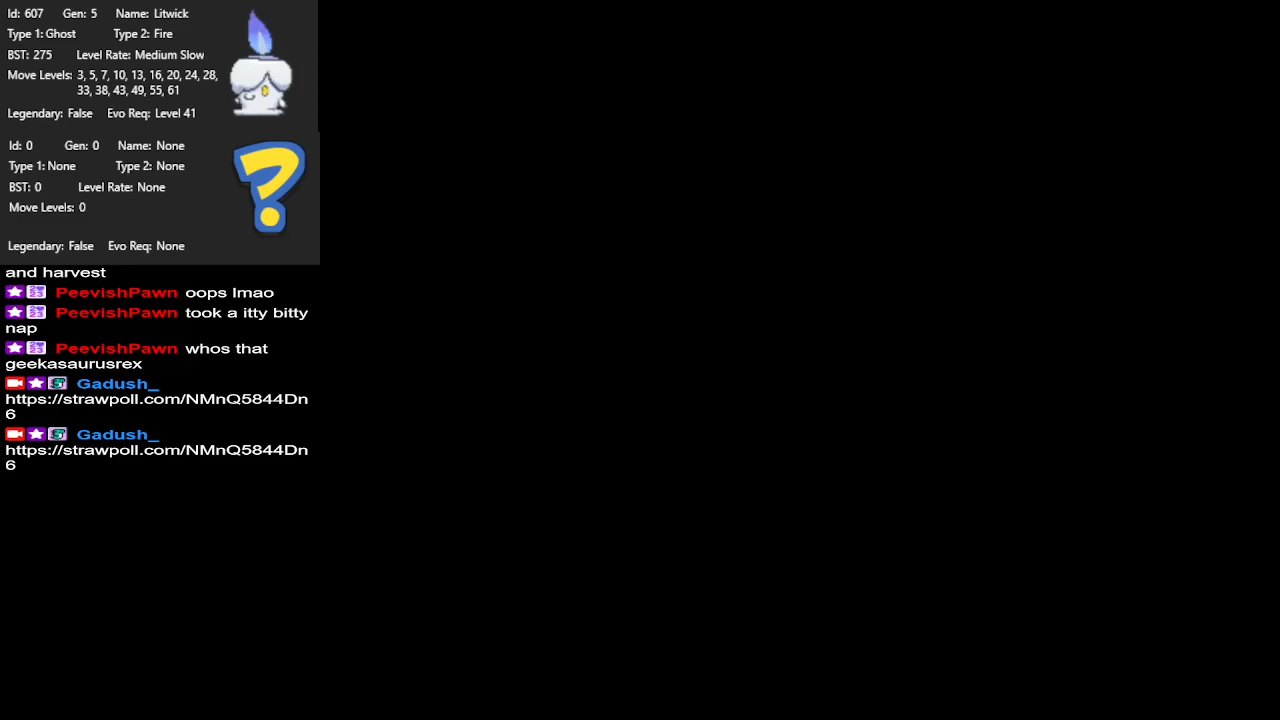 Id: 607 Gen: 5 Name: Litwick
Type 1: Ghost Type 2: Fire
BST: 275 Level Rate: Medium Slow
Move Levels: 3, 5, 7, 10, 13, 16, 20, 24, 28,
33, 38, 43, 49, 55, 61
Legendary: False Evo Req: Level 41
Id: 0 Gen: 0 Name: None
Type 1: None Type 2: None
BST: 0 Level Rate: None
Move Levels: 0
Legendary: False Evo Req: None
?
and harvest
PeevishPawn oops lmao
PeevishPawn took a itty bitty
nap
PeevishPawn whos that
geekasaurusrex
Gadush_
https://strawpoll.com/NMnQ5844Dn
6
Gadush_
https://strawpoll.com/NMnQ5844Dn
6